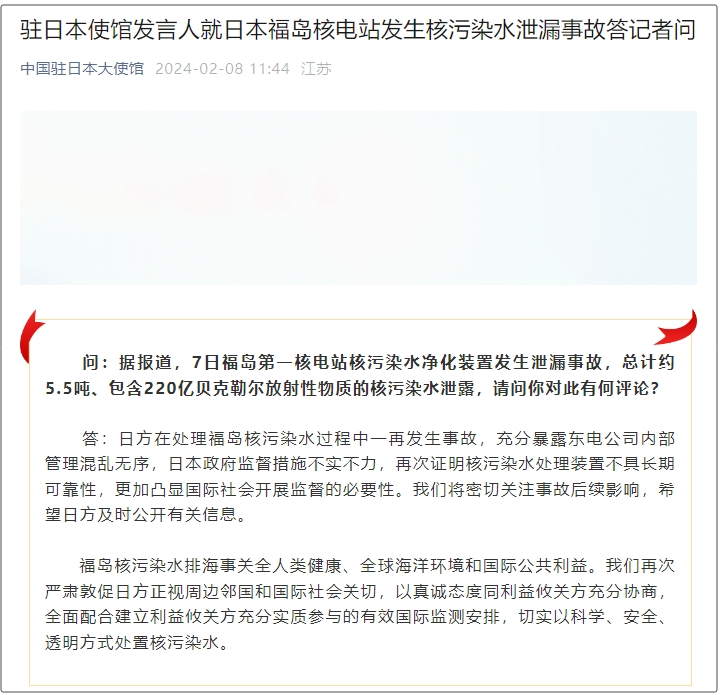 驻日本使馆发言人就日本福岛核电站发生核污染水泄漏事故答记者问
中国驻日本大使馆 2024-02-08 11:44 江苏
问：据报道，7日福岛第一核电站核污染水净化装置发生泄漏事故，总计约
5.5吨、包含220亿贝克勒尔放射性物质的核污染水泄露，请问你对此有何评论？
答：日方在处理福岛核污染水过程中一再发生事故，充分暴露东电公司内部
管理混乱无序，日本政府监督措施不实不力，再次证明核污染水处理装置不具长期
可靠性，更加凸显国际社会开展监督的必要性。我们将密切关注事故后续影响，希
望日方及时公开有关信息。
福岛核污染水排海事关全人类健康、全球海洋环境和国际公共利益。我们再次
严肃敦促日方正视周边邻国和国际社会关切，以真诚态度同利益攸关方充分协商，
全面配合建立利益攸关方充分实质参与的有效国际监测安排，切实以科学、安全、
透明方式处置核污染水。